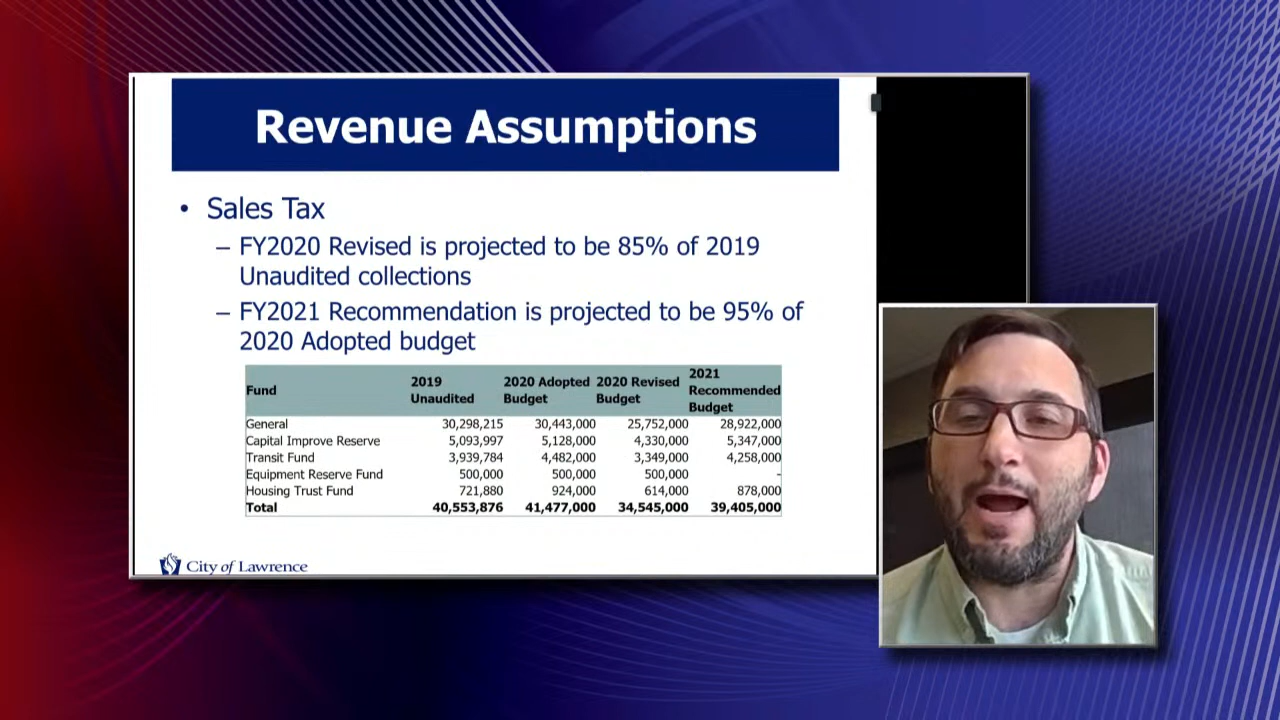 Revenue Assumptions
• Sales Tax
– FY2020 Revised is projected to be 85% of 2019
Unaudited collections
– FY2021 Recommendation is projected to be 95% of
2020 Adopted budget
Fund 2019 Unaudited 2020 Adopted Budget 2020 Revised Budget 2021 Recommended Budget
General 30,298,215 30,443,000 25,752,000 28,922,000
Capital Improve Reserve 5,093,997 5,128,000 4,330,000 5,347,000
Transit Fund 3,939,784 4,482,000 3,349,000 4,258,000
Equipment Reserve Fund 500,000 500,000 500,000 -
Housing Trust Fund 721,880 924,000 614,000 878,000
Total 40,553,876 41,477,000 34,545,000 39,405,000
City of Lawrence